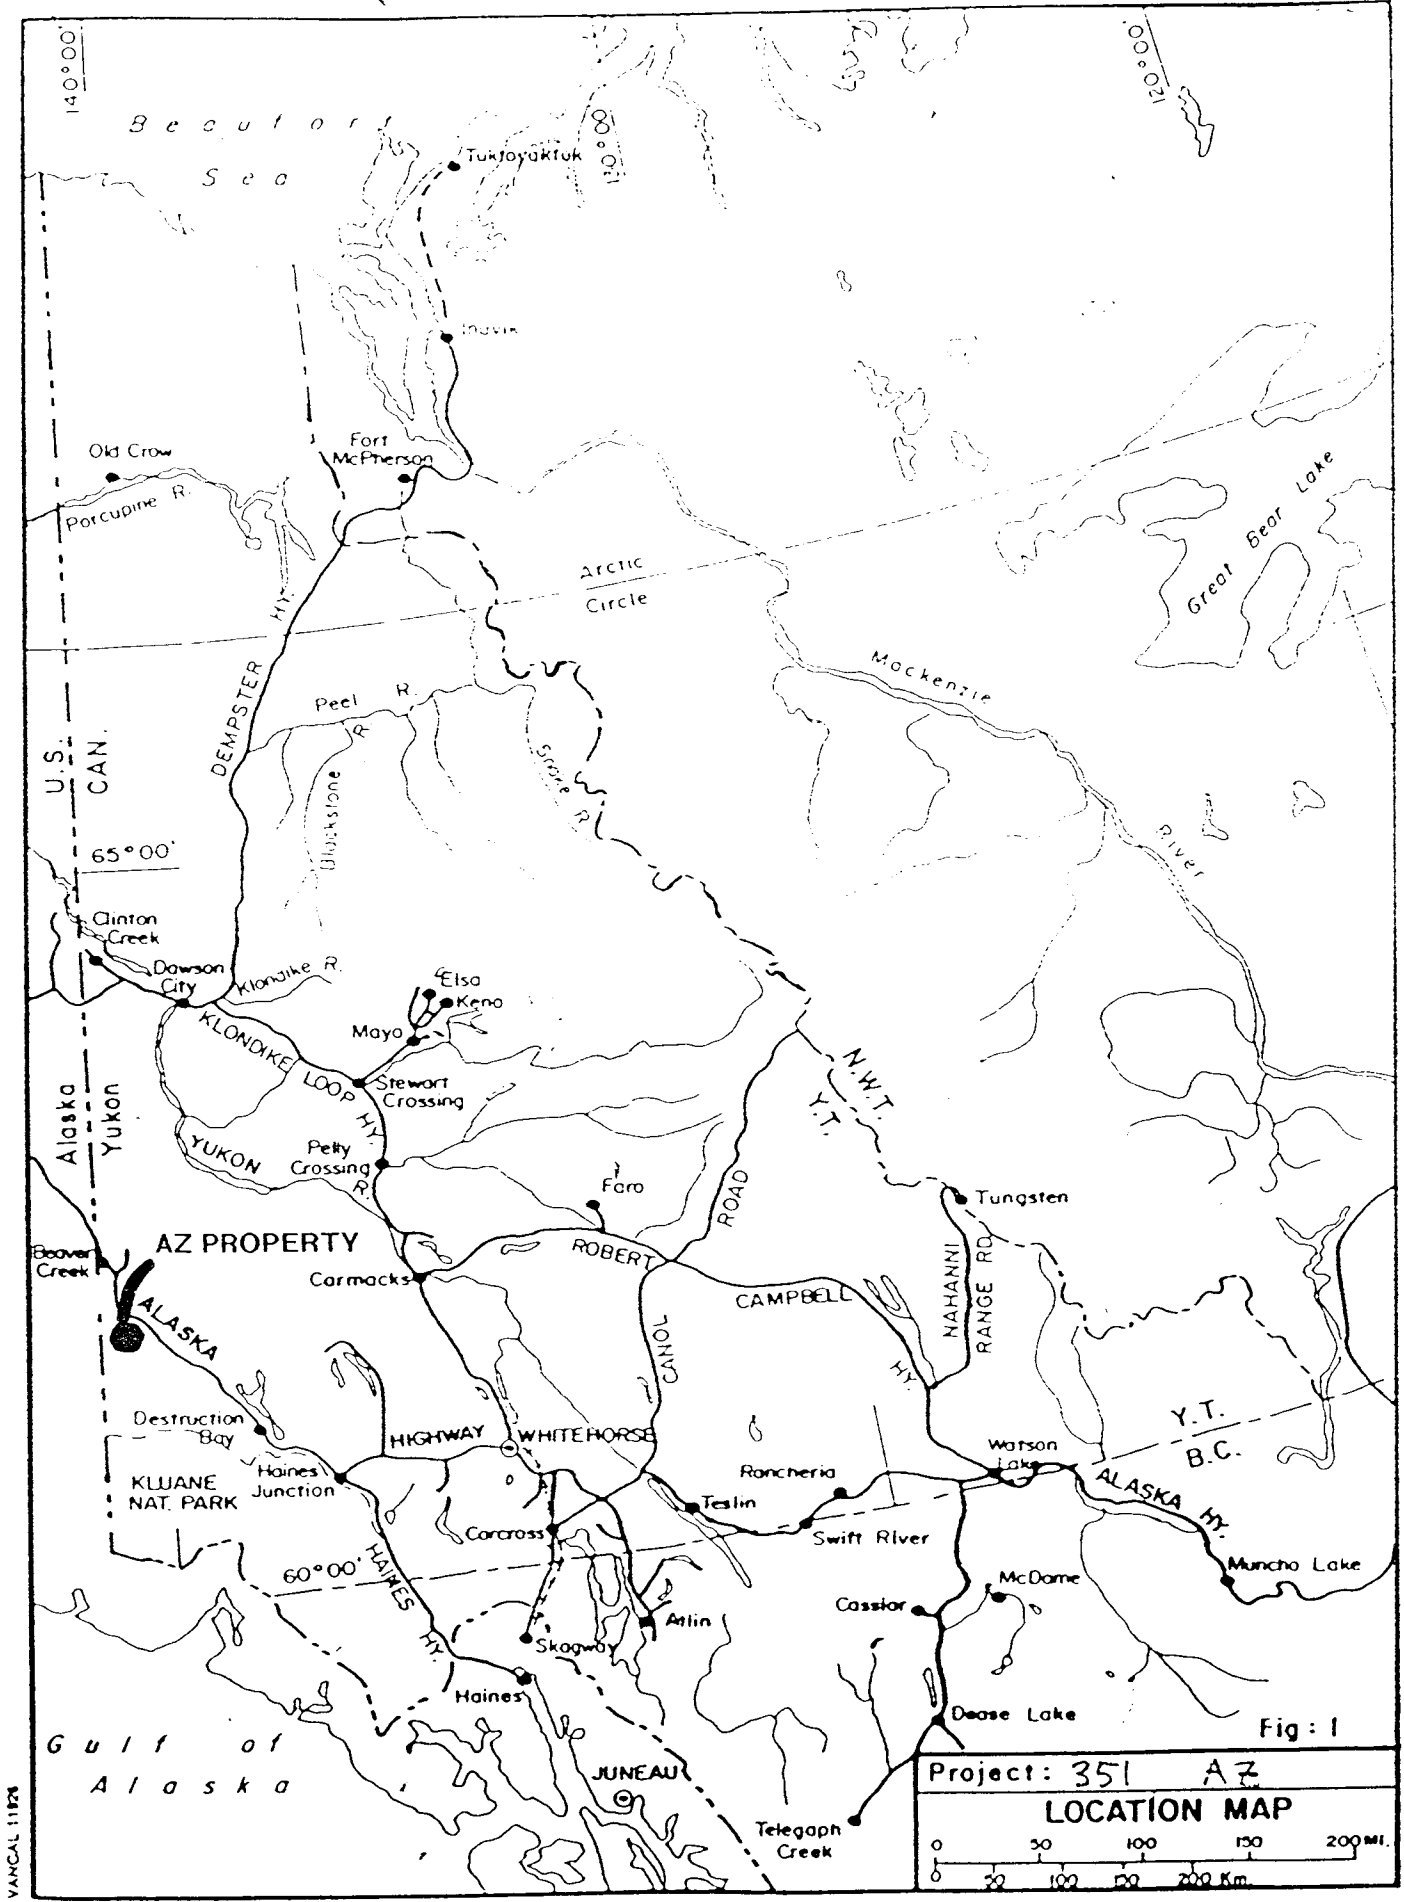 140°00'
120°00'
130°00'
Beaufort
Sea
Tuktoyaktuk
Inuvik
Old Crow
Fort
McPherson
Porcupine R.
Great Bear Lake
Arctic
Circle
DEMPSTER HY.
Mackenzie
River
Peel R.
R.
Blackstone
R.
U.S.
CAN.
65°00'
Clinton
Creek
Dawson
City
Klondike R.
Elsa
Keno
Mayo
KLONDIKE LOOP HY.
Stewart
Crossing
N.W.T.
Y.T.
Alaska
Yukon
YUKON R.
Pelly
Crossing
Faro
ROAD
Tungsten
AZ PROPERTY
Beaver
Creek
ROBERT
CAMPBELL
HY.
Carmacks
NAHANNI
RANGE RD.
ALASKA
CANOL
Destruction
Bay
HIGHWAY
WHITEHORSE
Y.T.
B.C.
Watson
Lake
KLUANE
NAT. PARK
Haines
Junction
Rancheria
Teslin
ALASKA HY.
Carcross
Swift River
60°00'
HAINES HY.
Muncho Lake
McDame
Cassiar
Atlin
Skagway
Haines
Dease Lake
Gulf of
Alaska
Fig: 1
JUNEAU
Project: 351 AZ
LOCATION MAP
Telegaph
Creek
0 50 100 150 200 MI.
0 50 100 150 200 Km.
VANCAL 11826